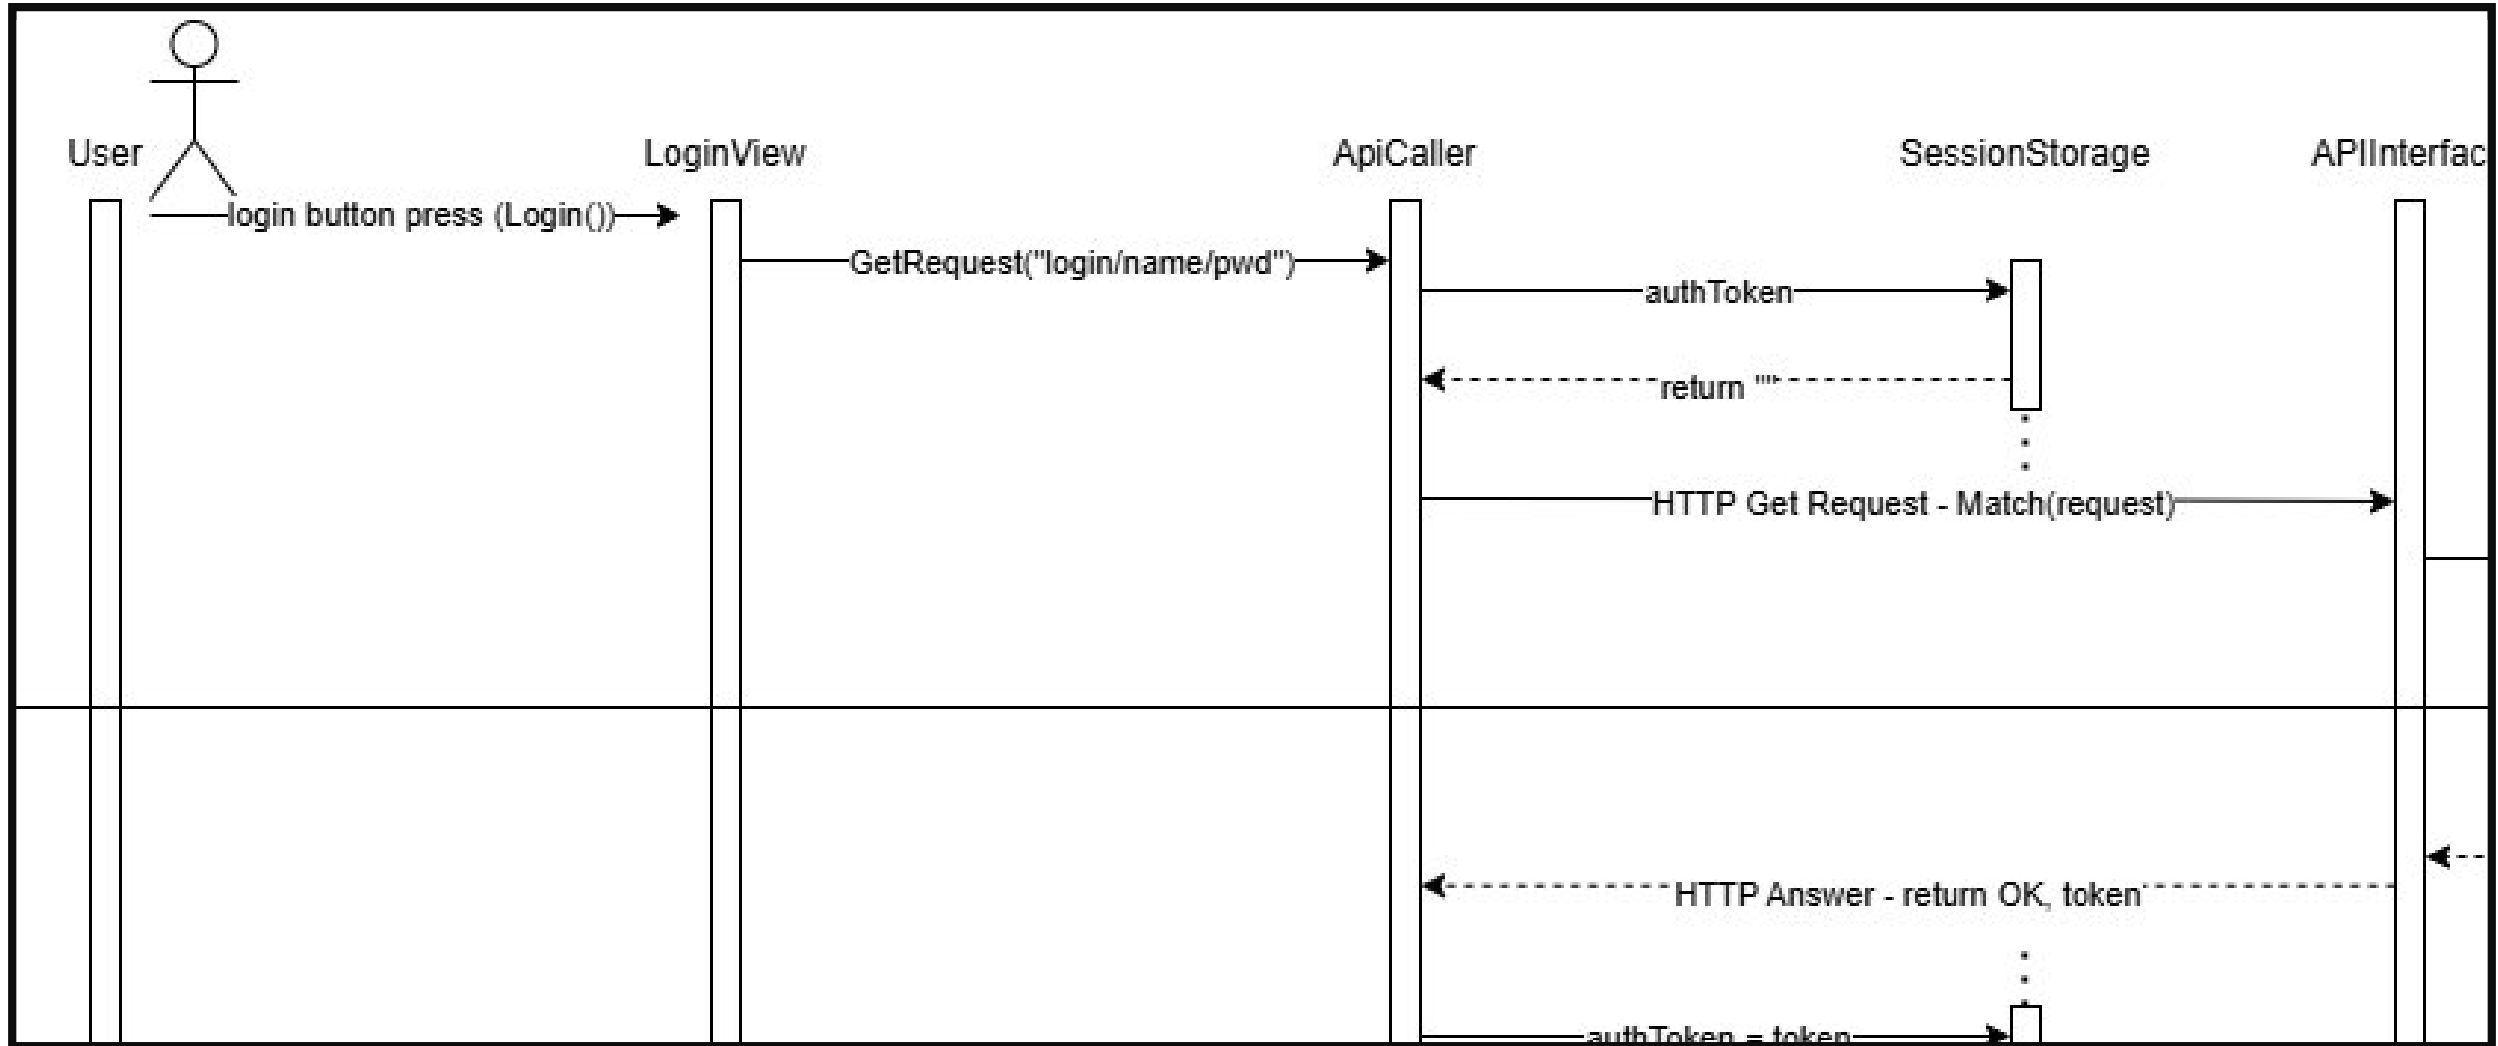 User
LoginView
ApiCaller
SessionStorage
APIInterfac
login button press (Login())
GetRequest("login/name/pwd")
authToken
return ""
HTTP Get Request - Match(request)
HTTP Answer - return OK, token
authToken = token